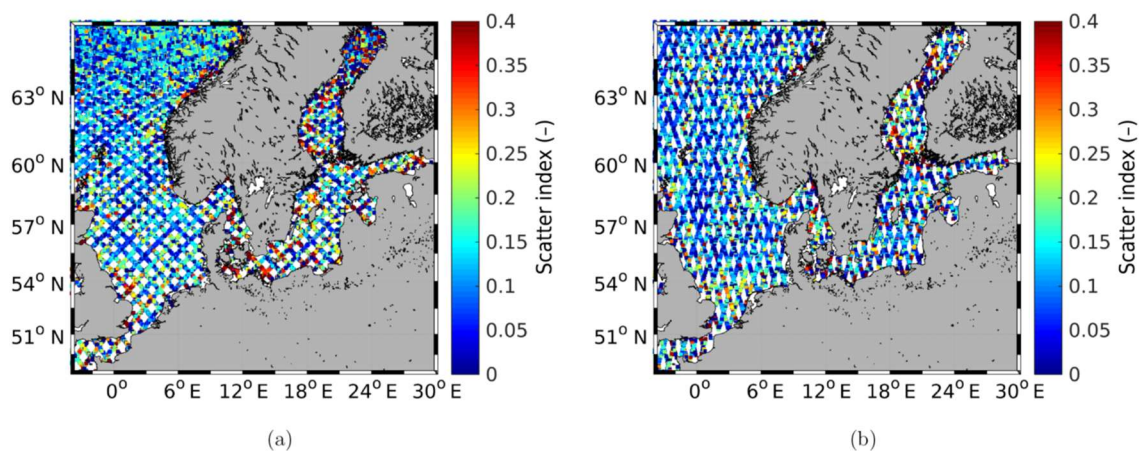 0.4
0.35
0.3
0.25
0.2
0.15
0.1
0.05
0
Scatter index (–)
63° N
60° N
57° N
54° N
51° N
0°
6° E
12° E
18° E
24° E
30° E
(a)
0.4
0.35
0.3
0.25
0.2
0.15
0.1
0.05
0
Scatter index (–)
63° N
60° N
57° N
54° N
51° N
0°
6° E
12° E
18° E
24° E
30° E
(b)